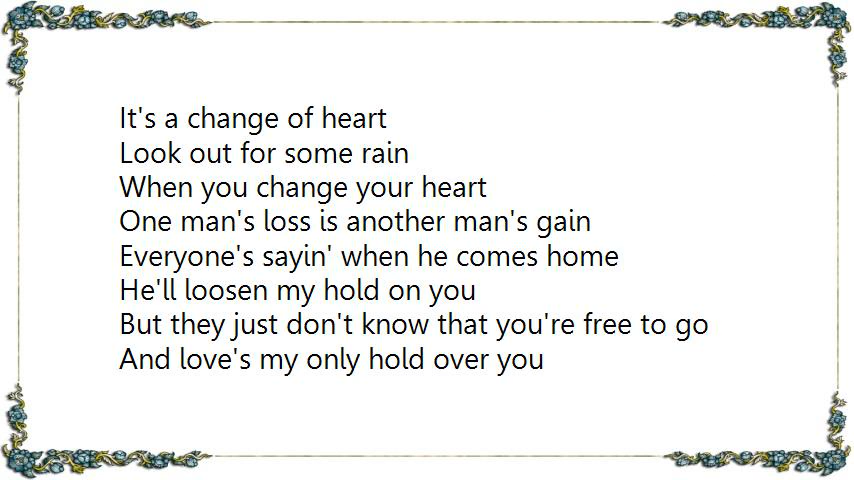 It's a change of heart
Look out for some rain
When you change your heart
One man's loss is another man's gain
Everyone's sayin' when he comes home
He'll loosen my hold on you
But they just don't know that you're free to go
And love's my only hold over you